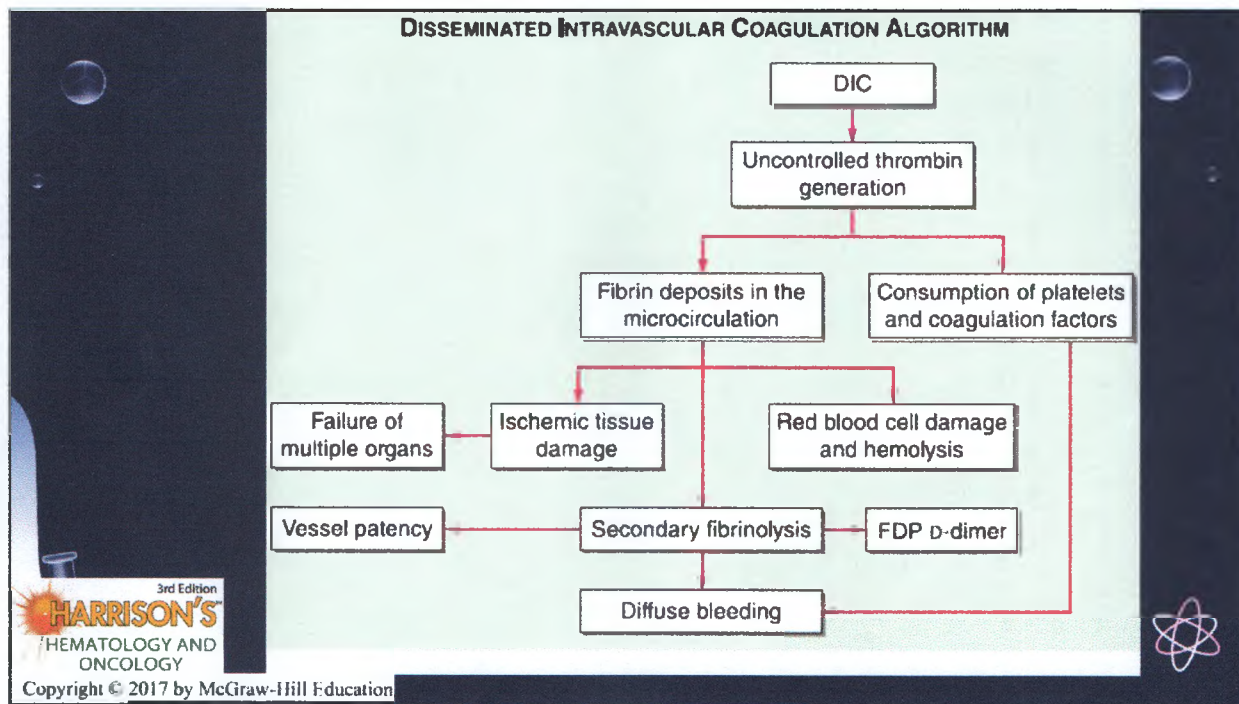 DISSEMINATED INTRAVASCULAR COAGULATION ALGORITHM
DIC
Uncontrolled thrombin
generation
Fibrin deposits in the
microcirculation
Consumption of platelets
and coagulation factors
Failure of
multiple organs
Ischemic tissue
damage
Red blood cell damage
and hemolysis
Vessel patency
Secondary fibrinolysis
FDP D-dimer
Diffuse bleeding
3rd Edition
HARRISON'S™
HEMATOLOGY AND
ONCOLOGY
Copyright © 2017 by McGraw-Hill Education